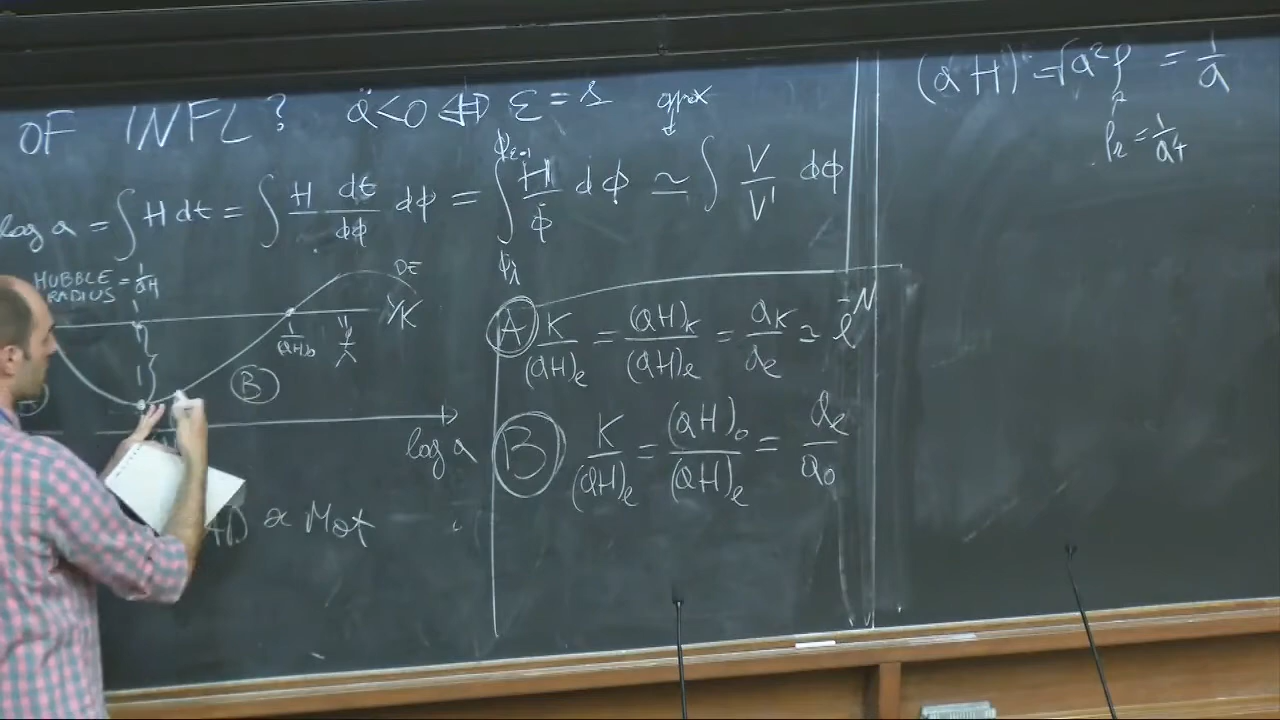 OF INFL? ä<0 ⟺ ε=1
log a = ∫ H dt = ∫ H dt/dϕ dϕ = ∫ H/ϕ̇ dϕ ≃ ∫ V/V' dϕ
HUBBLE RADIUS = 1/aH
DE
1/K
1/(aH)₀
B
log a
∝ Mat
A K/(aH)e = (aH)K/(aH)e = aK/ae ≃ e^-N
B K/(aH)e = (aH)₀/(aH)e = ae/a₀
(aH) = √a²ρ = 1/a
ρr = 1/a⁴